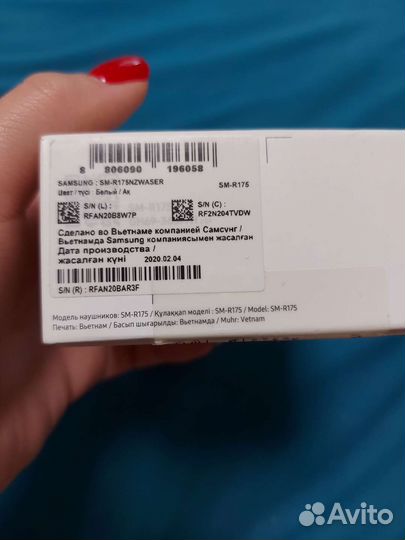 8 806090 196058
SAMSUNG : SM-R175NZWASER SM-R175
Цвет / түсі : Белый / Ақ
S/N (L) : S/N (C) :
RFAN20B8W7P RF2N204TVDW
Сделано во Вьетнаме компанией Самсунг /
Вьетнамда Samsung компаниясымен жасалған
Дата производства /
жасалған күні 2020.02.04
S/N (R) : RFAN20BAR3F
Модель наушников: SM-R175 / Құлаққап моделі : SM-R175 / Model: SM-R175
Печать: Вьетнам / Басып шығарылды: Вьетнамда / Muhr: Vetnam
Avito